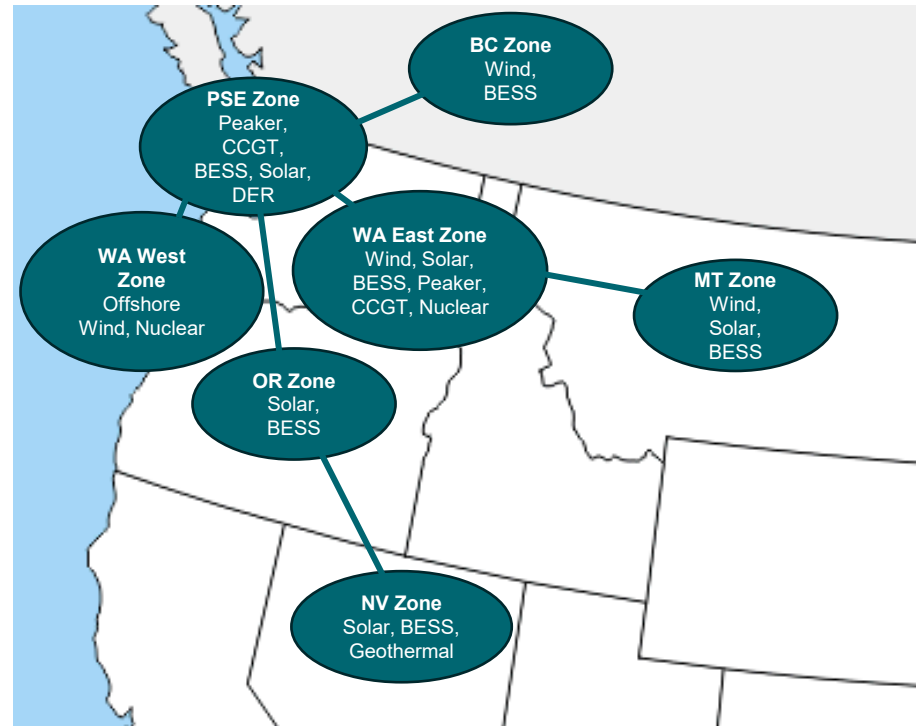 BC Zone
Wind,
BESS
PSE Zone
Peaker,
CCGT,
BESS, Solar,
DER
WA West
Zone
Offshore
Wind, Nuclear
WA East Zone
Wind, Solar,
BESS, Peaker,
CCGT, Nuclear
MT Zone
Wind,
Solar,
BESS
OR Zone
Solar,
BESS
NV Zone
Solar, BESS,
Geothermal